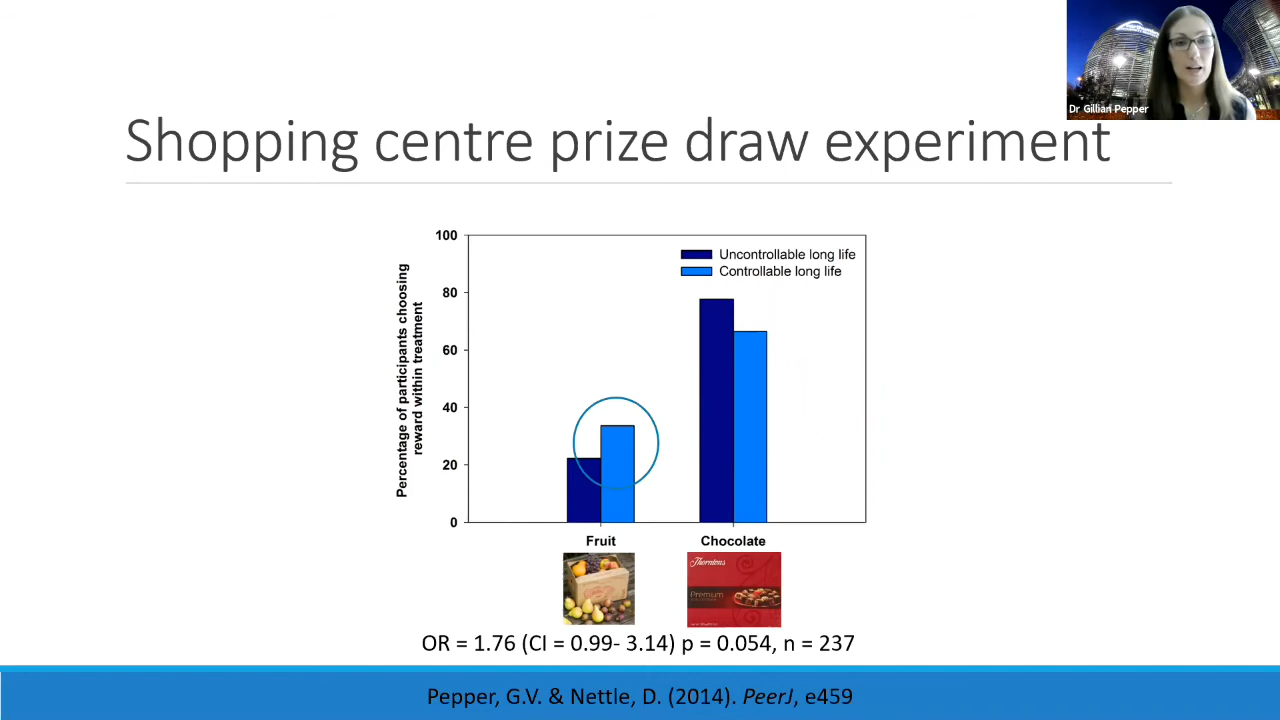 Dr Gillian Pepper
Shopping centre prize draw experiment
Percentage of participants choosing
reward within treatment
100
80
60
40
20
0
Uncontrollable long life
Controllable long life
Fruit
Chocolate
Thorntons
Premium
OR = 1.76 (CI = 0.99- 3.14) p = 0.054, n = 237
Pepper, G.V. & Nettle, D. (2014). PeerJ, e459